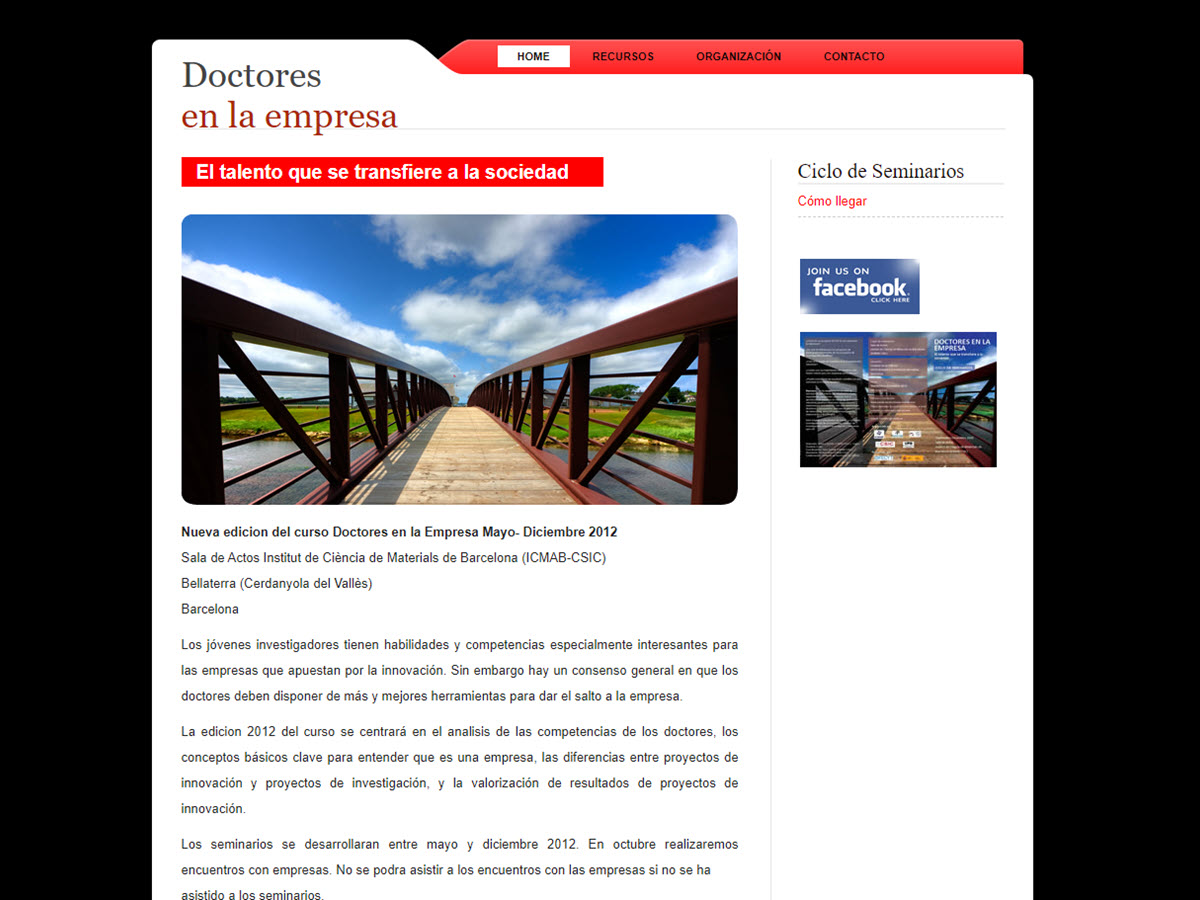 HOME
RECURSOS
ORGANIZACIÓN
CONTACTO
Doctores
en la empresa
El talento que se transfiere a la sociedad
Nueva edicion del curso Doctores en la Empresa Mayo- Diciembre 2012
Sala de Actos Institut de Ciència de Materials de Barcelona (ICMAB-CSIC)
Bellaterra (Cerdanyola del Vallès)
Barcelona
Los jóvenes investigadores tienen habilidades y competencias especialmente interesantes para
las empresas que apuestan por la innovación. Sin embargo hay un consenso general en que los
doctores deben disponer de más y mejores herramientas para dar el salto a la empresa.
La edicion 2012 del curso se centrará en el analisis de las competencias de los doctores, los
conceptos básicos clave para entender que es una empresa, las diferencias entre proyectos de
innovación y proyectos de investigación, y la valorización de resultados de proyectos de
innovación.
Los seminarios se desarrollaran entre mayo y diciembre 2012. En octubre realizaremos
encuentros con empresas. No se podra asistir a los encuentros con las empresas si no se ha
asistido a los seminarios.
Ciclo de Seminarios
Cómo llegar
JOIN US ON
facebook.
CLICK HERE
DOCTORES EN LA
EMPRESA